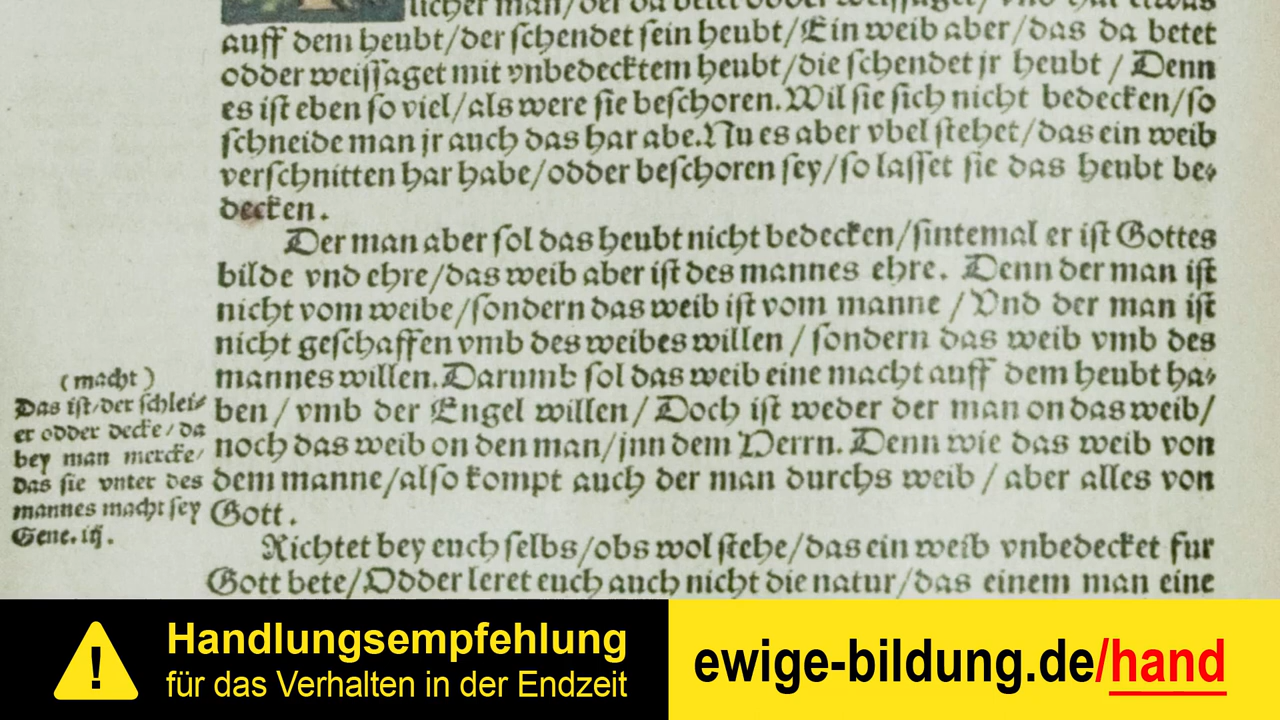 licher man/der da betet odder weissaget/vnd hat etwas
auff dem heubt/der schendet sein heubt/Ein weib aber/das da betet
odder weissaget mit vnbedecktem heubt/die schendet jr heubt / Denn
es ist eben so viel/als were sie beschoren. Wil sie sich nicht bedecken/so
schneide man jr auch das har abe. Nu es aber vbel stehet/das ein weib
verschnitten har habe/odder beschoren sey/so lasset sie das heubt be-
decken.
Der man aber sol das heubt nicht bedecken/sintemal er ist Gottes
bilde vnd ehre/das weib aber ist des mannes ehre. Denn der man ist
nicht vom weibe/sondern das weib ist vom manne / Vnd der man ist
nicht geschaffen vmb des weibes willen / sondern das weib vmb des
mannes willen. Darumb sol das weib eine macht auff dem heubt ha-
ben / vmb der Engel willen / Doch ist weder der man on das weib/
noch das weib on den man/jnn dem Herrn. Denn wie das weib von
dem manne/also kompt auch der man durchs weib / aber alles von
Gott.
Richtet bey euch selbs/obs wol stehe/das ein weib vnbedecket fur
Gott bete/Odder leret euch auch nicht die natur/das einem man eine
(macht)
Das ist/der schlei-
er odder decke/da
bey man mercke/
das sie vnter des
mannes macht sey
Gene. iij.
Handlungsempfehlung
für das Verhalten in der Endzeit
ewige-bildung.de/hand